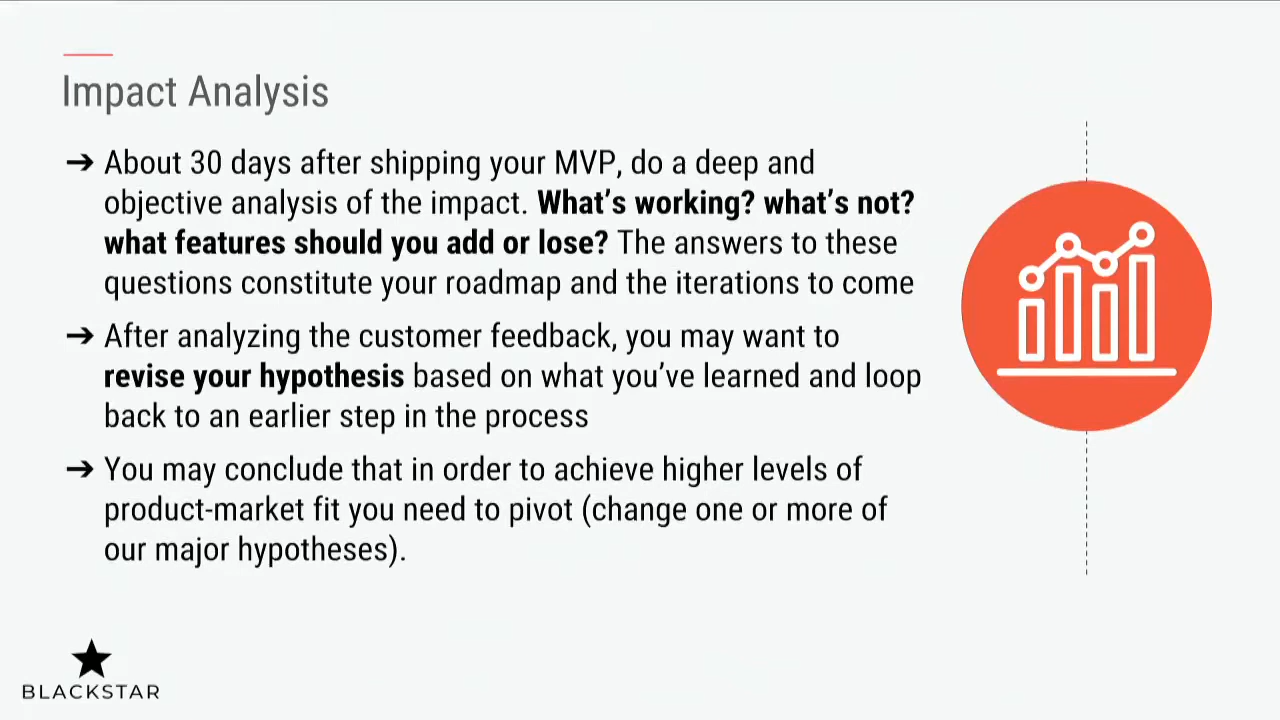 Impact Analysis
➔ About 30 days after shipping your MVP, do a deep and
objective analysis of the impact. What's working? what's not?
what features should you add or lose? The answers to these
questions constitute your roadmap and the iterations to come
➔ After analyzing the customer feedback, you may want to
revise your hypothesis based on what you've learned and loop
back to an earlier step in the process
➔ You may conclude that in order to achieve higher levels of
product-market fit you need to pivot (change one or more of
our major hypotheses).
BLACKSTAR